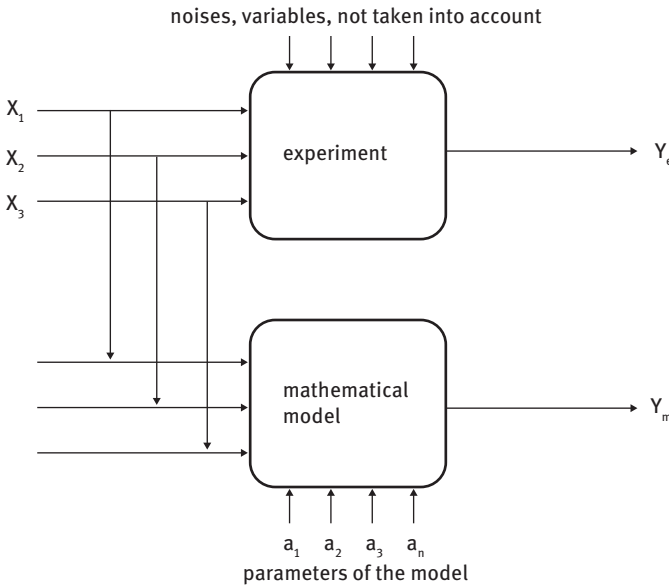 noises, variables, not taken into account
X₁
X₂
X₃
experiment
Yₑ
mathematical
model
Yₘ
a₁ a₂ a₃ aₙ
parameters of the model